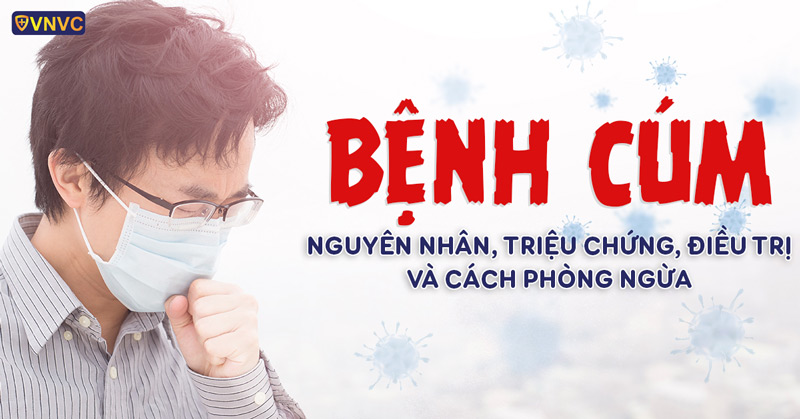 VNVC
BỆNH CÚM
NGUYÊN NHÂN, TRIỆU CHỨNG, ĐIỀU TRỊ
VÀ CÁCH PHÒNG NGỪA